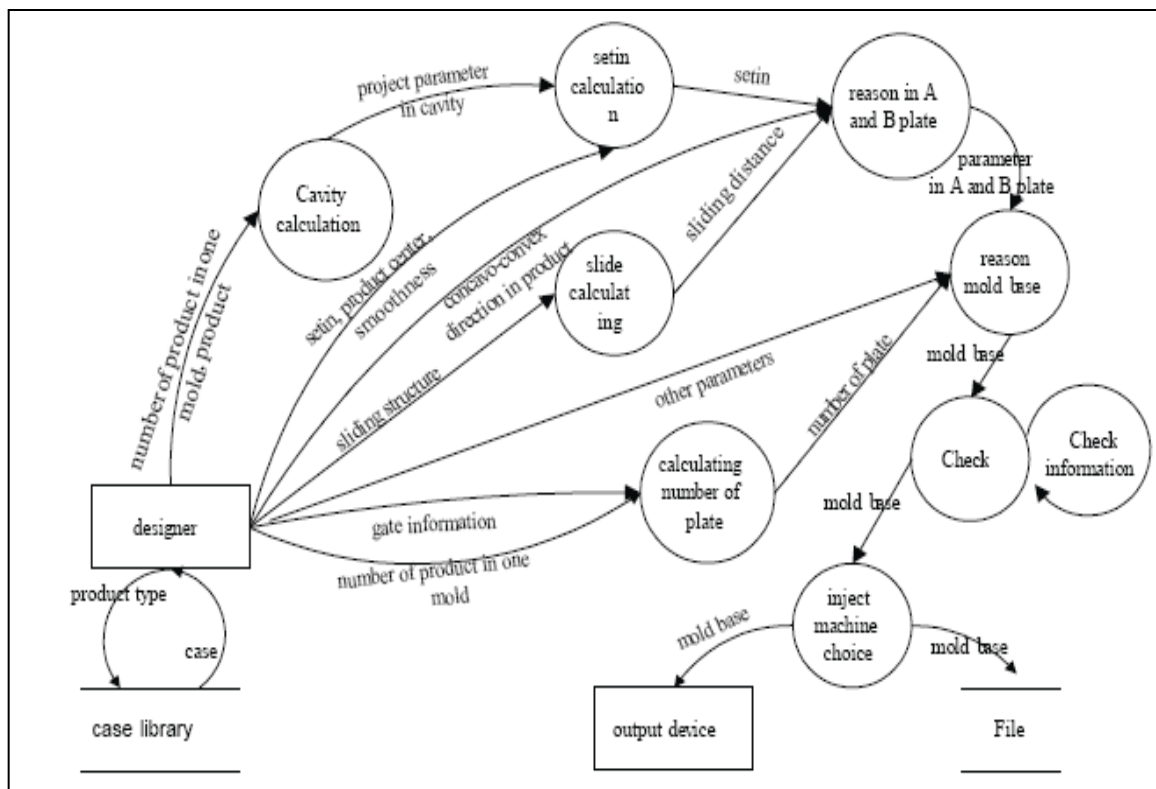 project parameter
in cavity
setin
calculatio
n
setin
reason in A
and B plate
Cavity
calculation
sliding distance
parameter
in A and B plate
number of product in one
mold, product
setin, product center,
smoothness
concavo-convex
direction in product
slide
calculat
ing
reason
mold base
sliding structure
other parameters
number of plate
mold base
Check
Check
information
calculating
number of
plate
designer
gate information
mold base
number of product in one
mold
product type
case
mold base
inject
machine
choice
mold base
case library
output device
File